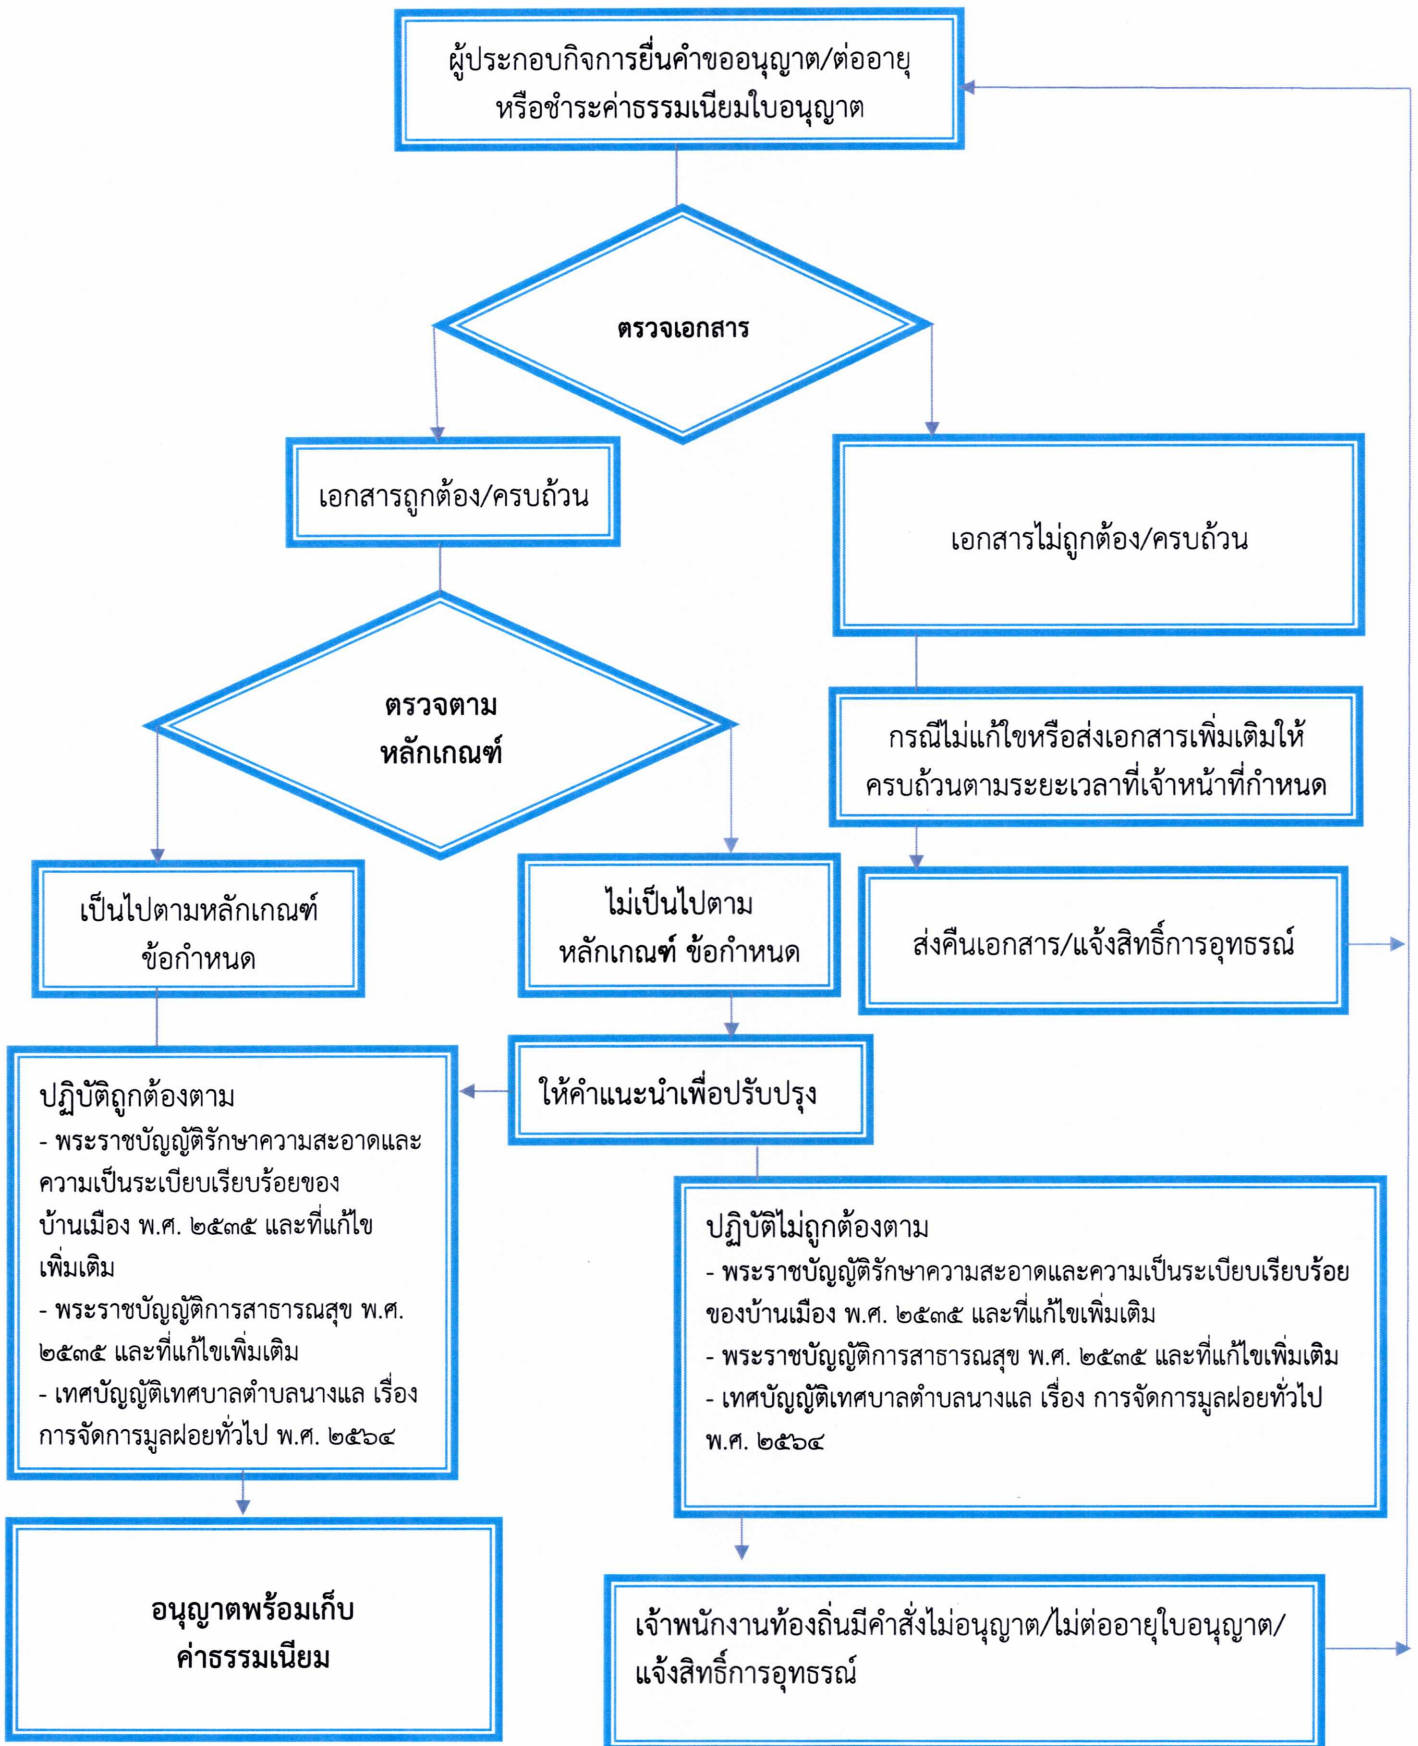 ผู้ประกอบกิจการยื่นคำขออนุญาต/ต่ออายุ
หรือชำระค่าธรรมเนียมใบอนุญาต
ตรวจเอกสาร
เอกสารถูกต้อง/ครบถ้วน
เอกสารไม่ถูกต้อง/ครบถ้วน
ตรวจตาม
หลักเกณฑ์
กรณีไม่แก้ไขหรือส่งเอกสารเพิ่มเติมให้
ครบถ้วนตามระยะเวลาที่เจ้าหน้าที่กำหนด
เป็นไปตามหลักเกณฑ์
ข้อกำหนด
ไม่เป็นไปตาม
หลักเกณฑ์ ข้อกำหนด
ส่งคืนเอกสาร/แจ้งสิทธิ์การอุทธรณ์
ให้คำแนะนำเพื่อปรับปรุง
ปฏิบัติถูกต้องตาม
- พระราชบัญญัติรักษาความสะอาดและ
ความเป็นระเบียบเรียบร้อยของ
บ้านเมือง พ.ศ. ๒๕๓๕ และที่แก้ไข
เพิ่มเติม
- พระราชบัญญัติการสาธารณสุข พ.ศ.
๒๕๓๕ และที่แก้ไขเพิ่มเติม
- เทศบัญญัติเทศบาลตำบลนางแล เรื่อง
การจัดการมูลฝอยทั่วไป พ.ศ. ๒๕๖๔
ปฏิบัติไม่ถูกต้องตาม
- พระราชบัญญัติรักษาความสะอาดและความเป็นระเบียบเรียบร้อย
ของบ้านเมือง พ.ศ. ๒๕๓๕ และที่แก้ไขเพิ่มเติม
- พระราชบัญญัติการสาธารณสุข พ.ศ. ๒๕๓๕ และที่แก้ไขเพิ่มเติม
- เทศบัญญัติเทศบาลตำบลนางแล เรื่อง การจัดการมูลฝอยทั่วไป
พ.ศ. ๒๕๖๔
อนุญาตพร้อมเก็บ
ค่าธรรมเนียม
เจ้าพนักงานท้องถิ่นมีคำสั่งไม่อนุญาต/ไม่ต่ออายุใบอนุญาต/
แจ้งสิทธิ์การอุทธรณ์